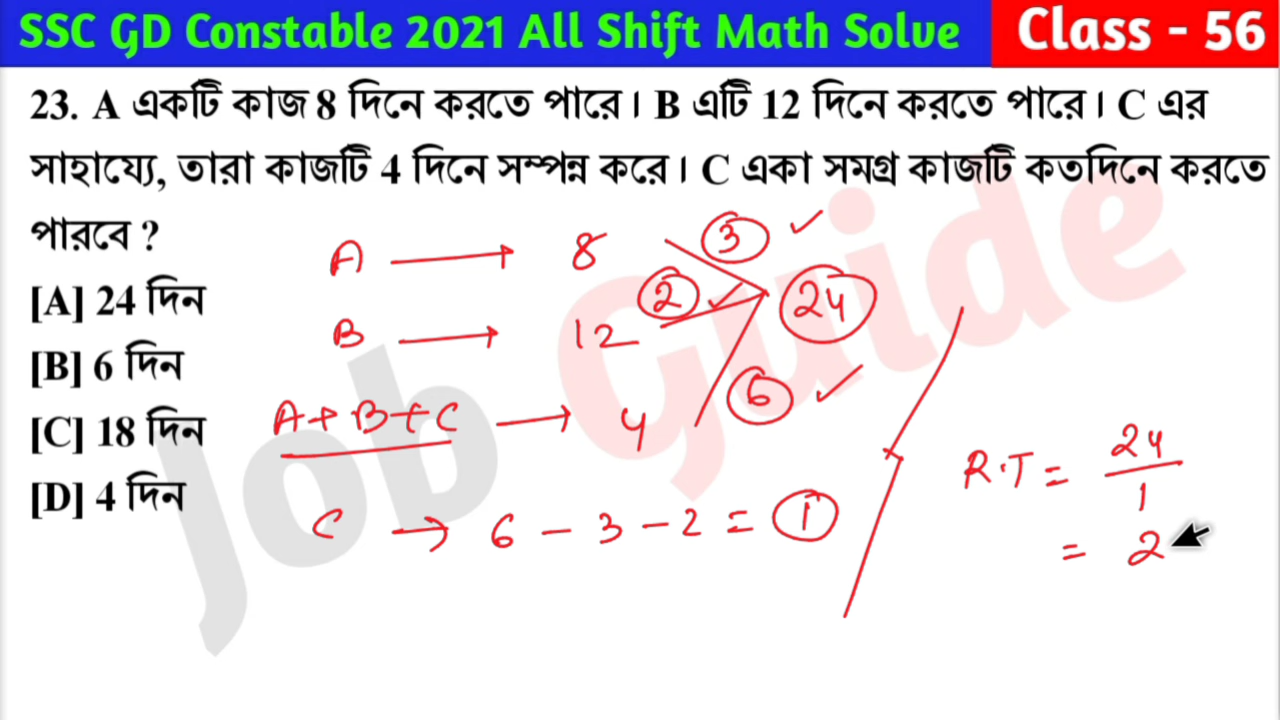 SSC GD Constable 2021 All Shift Math Solve
Class - 56
23. A একটি কাজ 8 দিনে করতে পারে। B এটি 12 দিনে করতে পারে। C এর
সাহায্যে, তারা কাজটি 4 দিনে সম্পন্ন করে। C একা সমগ্র কাজটি কতদিনে করতে
পারবে ?
[A] 24 দিন
[B] 6 দিন
[C] 18 দিন
[D] 4 দিন
A → 8 3 ✓
B → 12 2 ✓ 24
A+B+C → 4 6 ✓
C → 6 - 3 - 2 = 1
R.T = 24/1
= 2
Job Guide